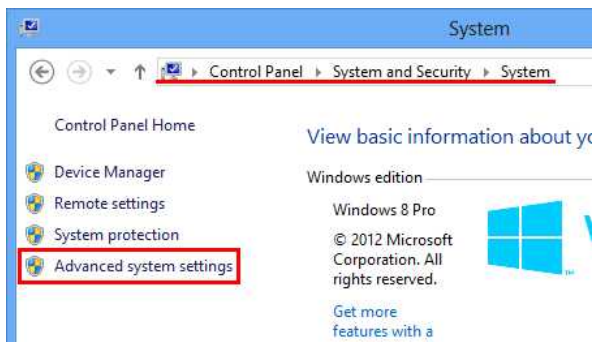 System
Control Panel System and Security System
Control Panel Home
Device Manager
Remote settings
System protection
Advanced system settings
View basic information about
Windows edition
Windows 8 Pro
© 2012 Microsoft
Corporation. All
rights reserved.
Get more
features with a